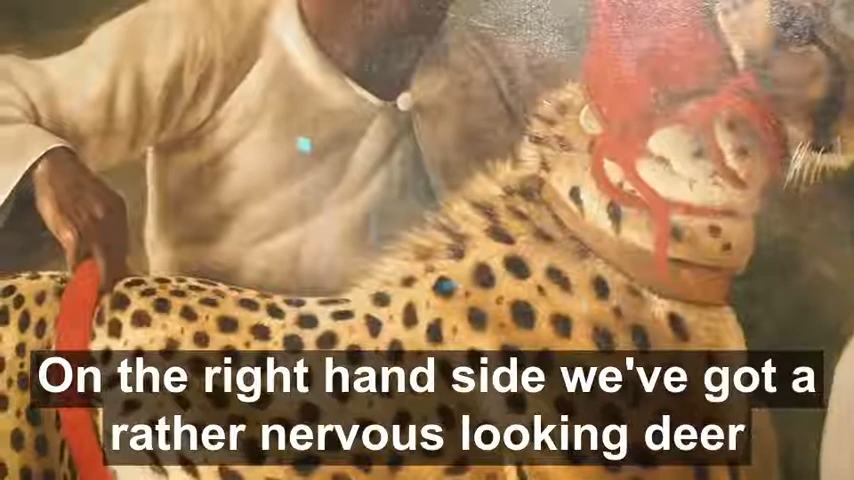 On the right hand side we've got a
rather nervous looking deer